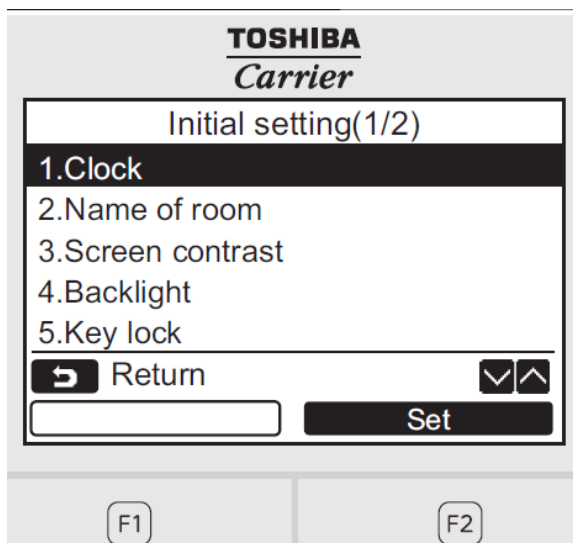 TOSHIBA
Carrier
Initial setting(1/2)
1.Clock
2.Name of room
3.Screen contrast
4.Backlight
5.Key lock
Return
Set
F1
F2